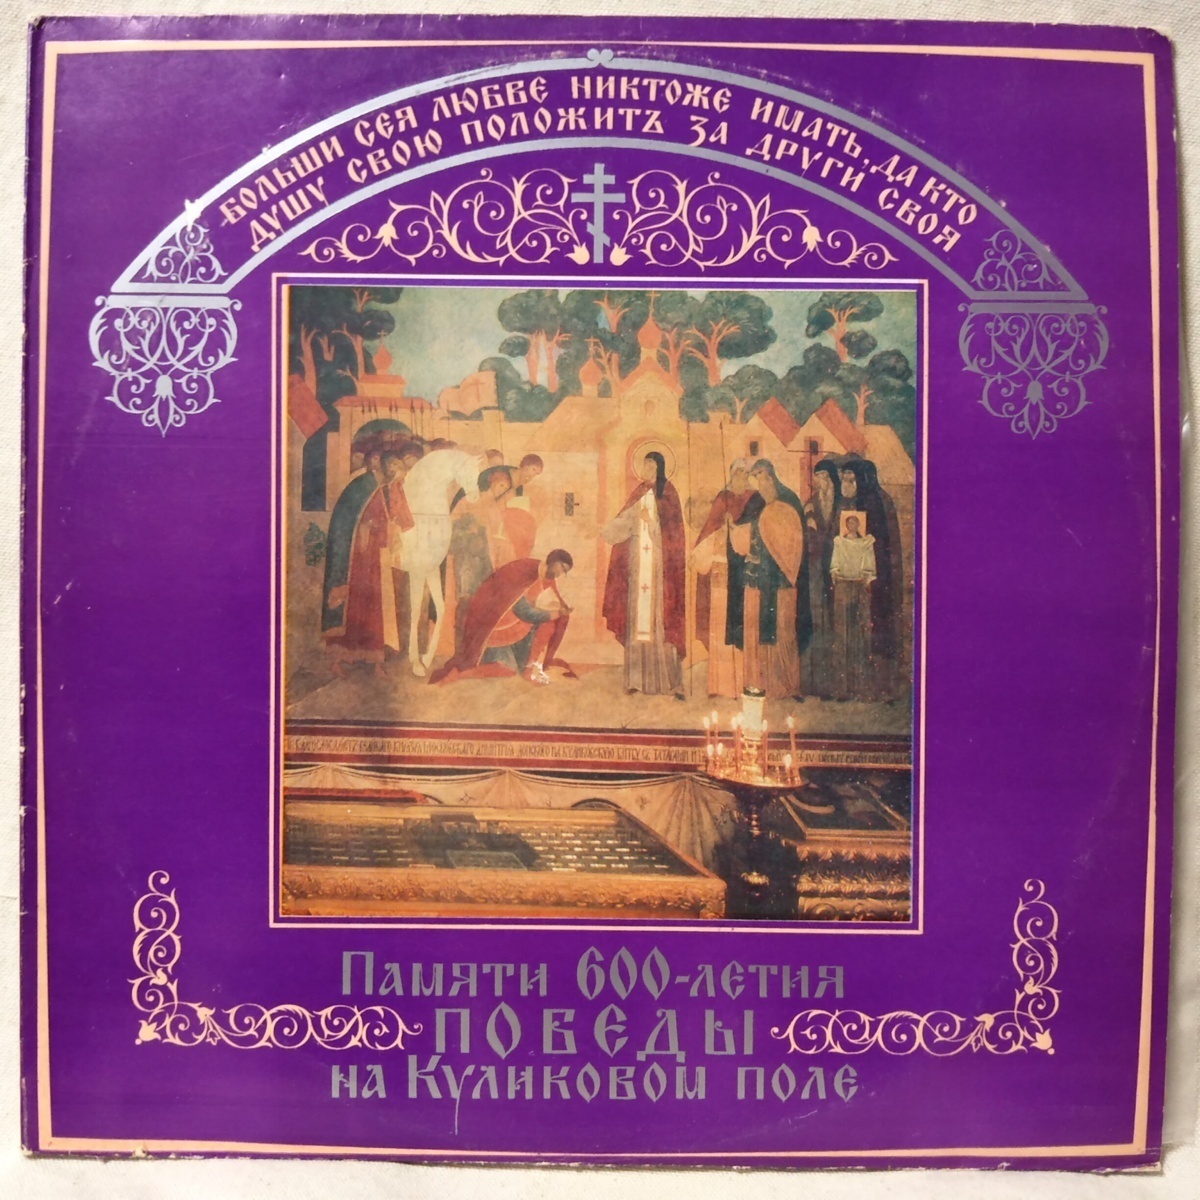 Больши сея любве никтоже имать, да кто
душу свою положитъ за други своя
Памяти 600-летия
ПОБЕДЫ
на Куликовом поле